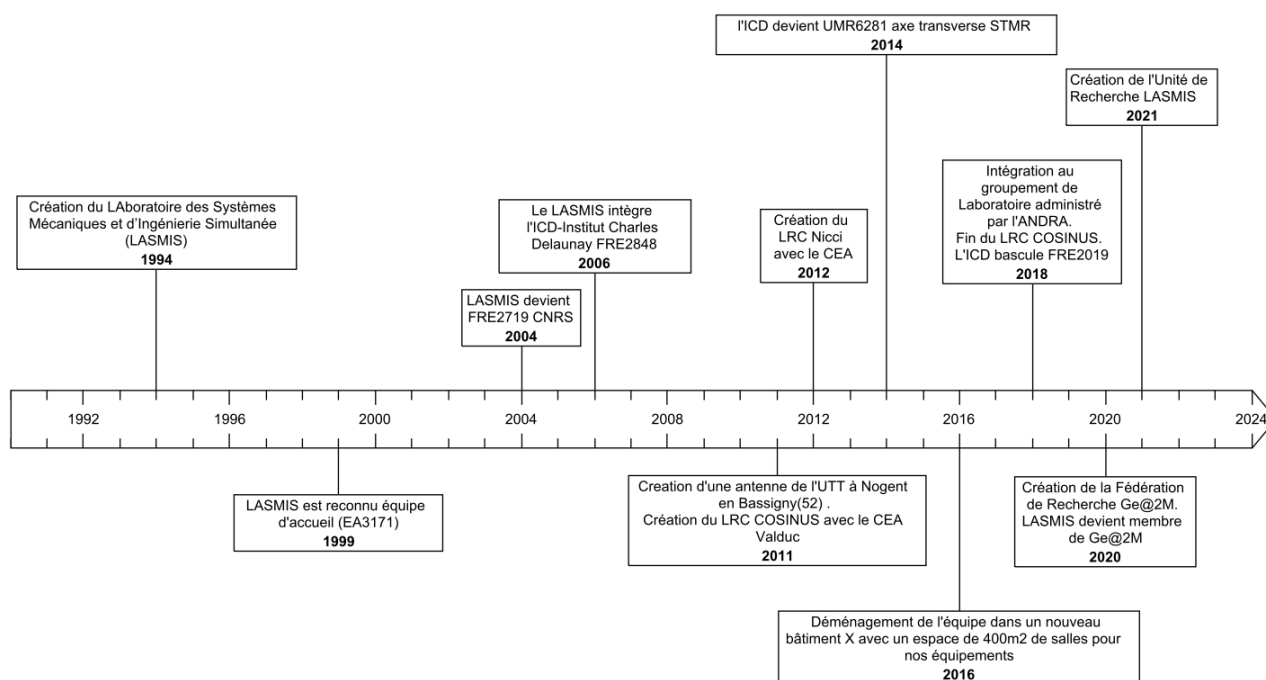 l'ICD devient UMR6281 axe transverse STMR
2014
Création de l'Unité de
Recherche LASMIS
2021
Création du LAboratoire des Systèmes
Mécaniques et d'Ingénierie Simultanée
(LASMIS)
1994
Le LASMIS intègre
l'ICD-Institut Charles
Delaunay FRE2848
2006
LASMIS devient
FRE2719 CNRS
2004
Création du
LRC Nicci
avec le CEA
2012
Intégration au
groupement de
Laboratoire administré
par l'ANDRA.
Fin du LRC COSINUS.
L'ICD bascule FRE2019
2018
1992 1996 2000 2004 2008 2012 2016 2020 2024
LASMIS est reconnu équipe
d'accueil (EA3171)
1999
Creation d'une antenne de l'UTT à Nogent
en Bassigny(52) .
Création du LRC COSINUS avec le CEA
Valduc
2011
Création de la Fédération
de Recherche Ge@2M.
LASMIS devient membre
de Ge@2M
2020
Déménagement de l'équipe dans un nouveau
bâtiment X avec un espace de 400m2 de salles pour
nos équipements
2016